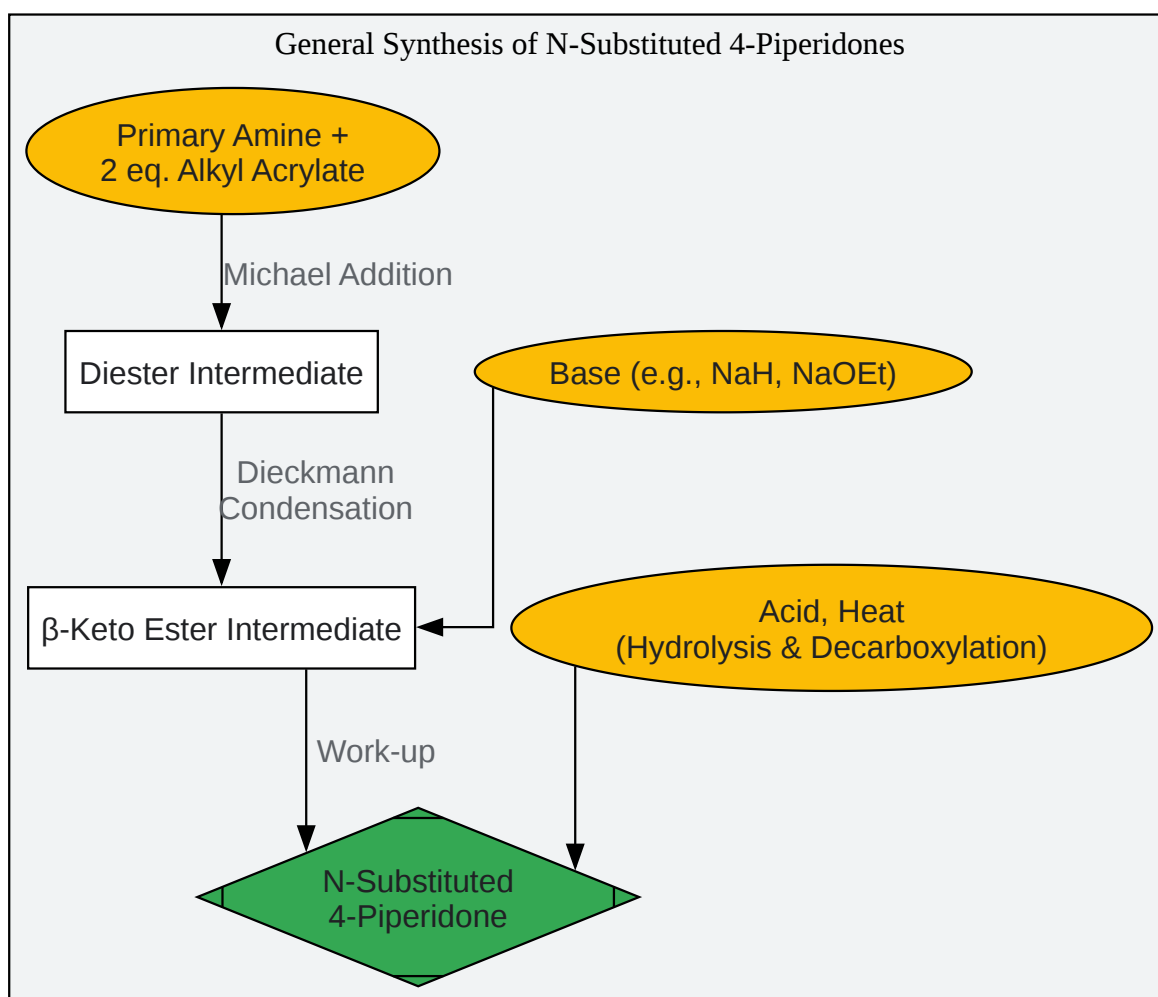 General Synthesis of N-Substituted 4-Piperidones
Primary Amine +
2 eq. Alkyl Acrylate
Michael Addition
Diester Intermediate
Base (e.g., NaH, NaOEt)
Dieckmann
Condensation
β-Keto Ester Intermediate
Acid, Heat
(Hydrolysis & Decarboxylation)
Work-up
N-Substituted
4-Piperidone